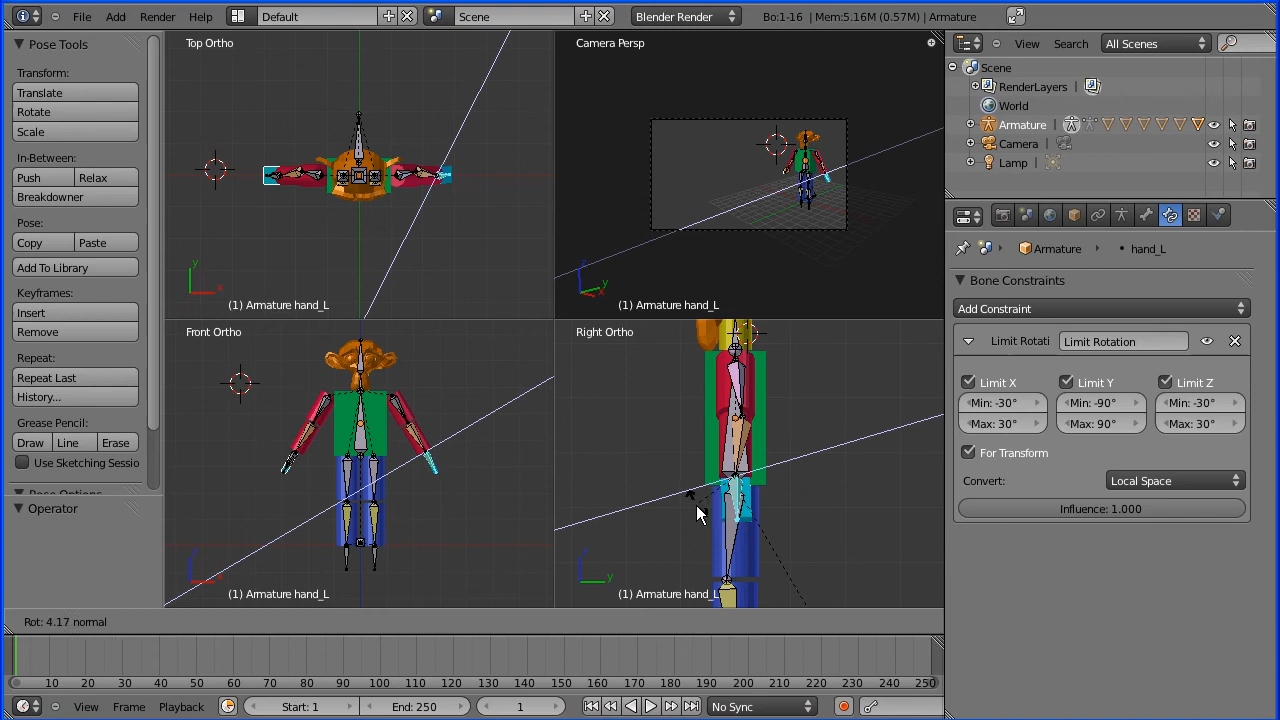 File Add Render Help Default Scene Blender Render Bo:1-16 | Mem:5.16M (0.57M) | Armature
Pose Tools
Transform:
Translate
Rotate
Scale
In-Between:
Push Relax
Breakdowner
Pose:
Copy Paste
Add To Library
Keyframes:
Insert
Remove
Repeat:
Repeat Last
History...
Grease Pencil:
Draw Line Erase
Use Sketching Sessio
Operator
Top Ortho
y
x
(1) Armature hand_L
Camera Persp
z
y
x
(1) Armature hand_L
Front Ortho
z
x
(1) Armature hand_L
Right Ortho
z
y
(1) Armature hand_L
Rot: 4.17 normal
10 20 30 40 50 60 70 80 90 100 110 120 130 140 150 160 170 180 190 200 210 220 230 240 250
View Frame Playback Start: 1 End: 250 1 No Sync
View Search All Scenes
Scene
RenderLayers |
World
Armature
Camera
Lamp
Armature hand_L
Bone Constraints
Add Constraint
Limit Rotati Limit Rotation
Limit X Limit Y Limit Z
Min: -30° Min: -90° Min: -30°
Max: 30° Max: 90° Max: 30°
For Transform
Convert: Local Space
Influence: 1.000